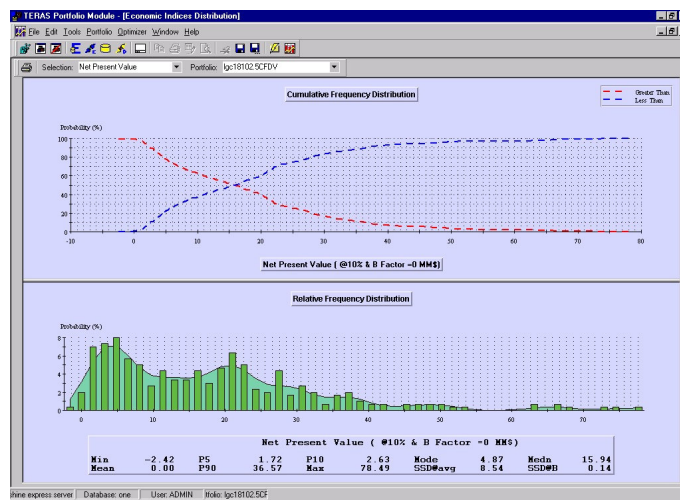 TERAS Portfolio Module - [Economic Indices Distribution]
File Edit Tools Portfolio Optimizer Window Help
Selection: Net Present Value Portfolio: lgc18102.5CFDV
Cumulative Frequency Distribution
Greater Than
Less Than
Probability (%)
100
80
60
40
20
0
-10 0 10 20 30 40 50 60 70 80
Net Present Value ( @10% & B Factor =0 MM$)
Relative Frequency Distribution
Probability (%)
8
6
4
2
0
0 10 20 30 40 50 60 70
Net Present Value ( @10% & B Factor =0 MM$)
Min -2.42 P5 1.72 P10 2.63 Mode 4.87 Medn 15.94
Mean 0.00 P90 36.57 Max 78.49 SSD@avg 8.54 SSD@B 0.14
hine express server Database: one User: ADMIN tfolio: lgc18102.5CF